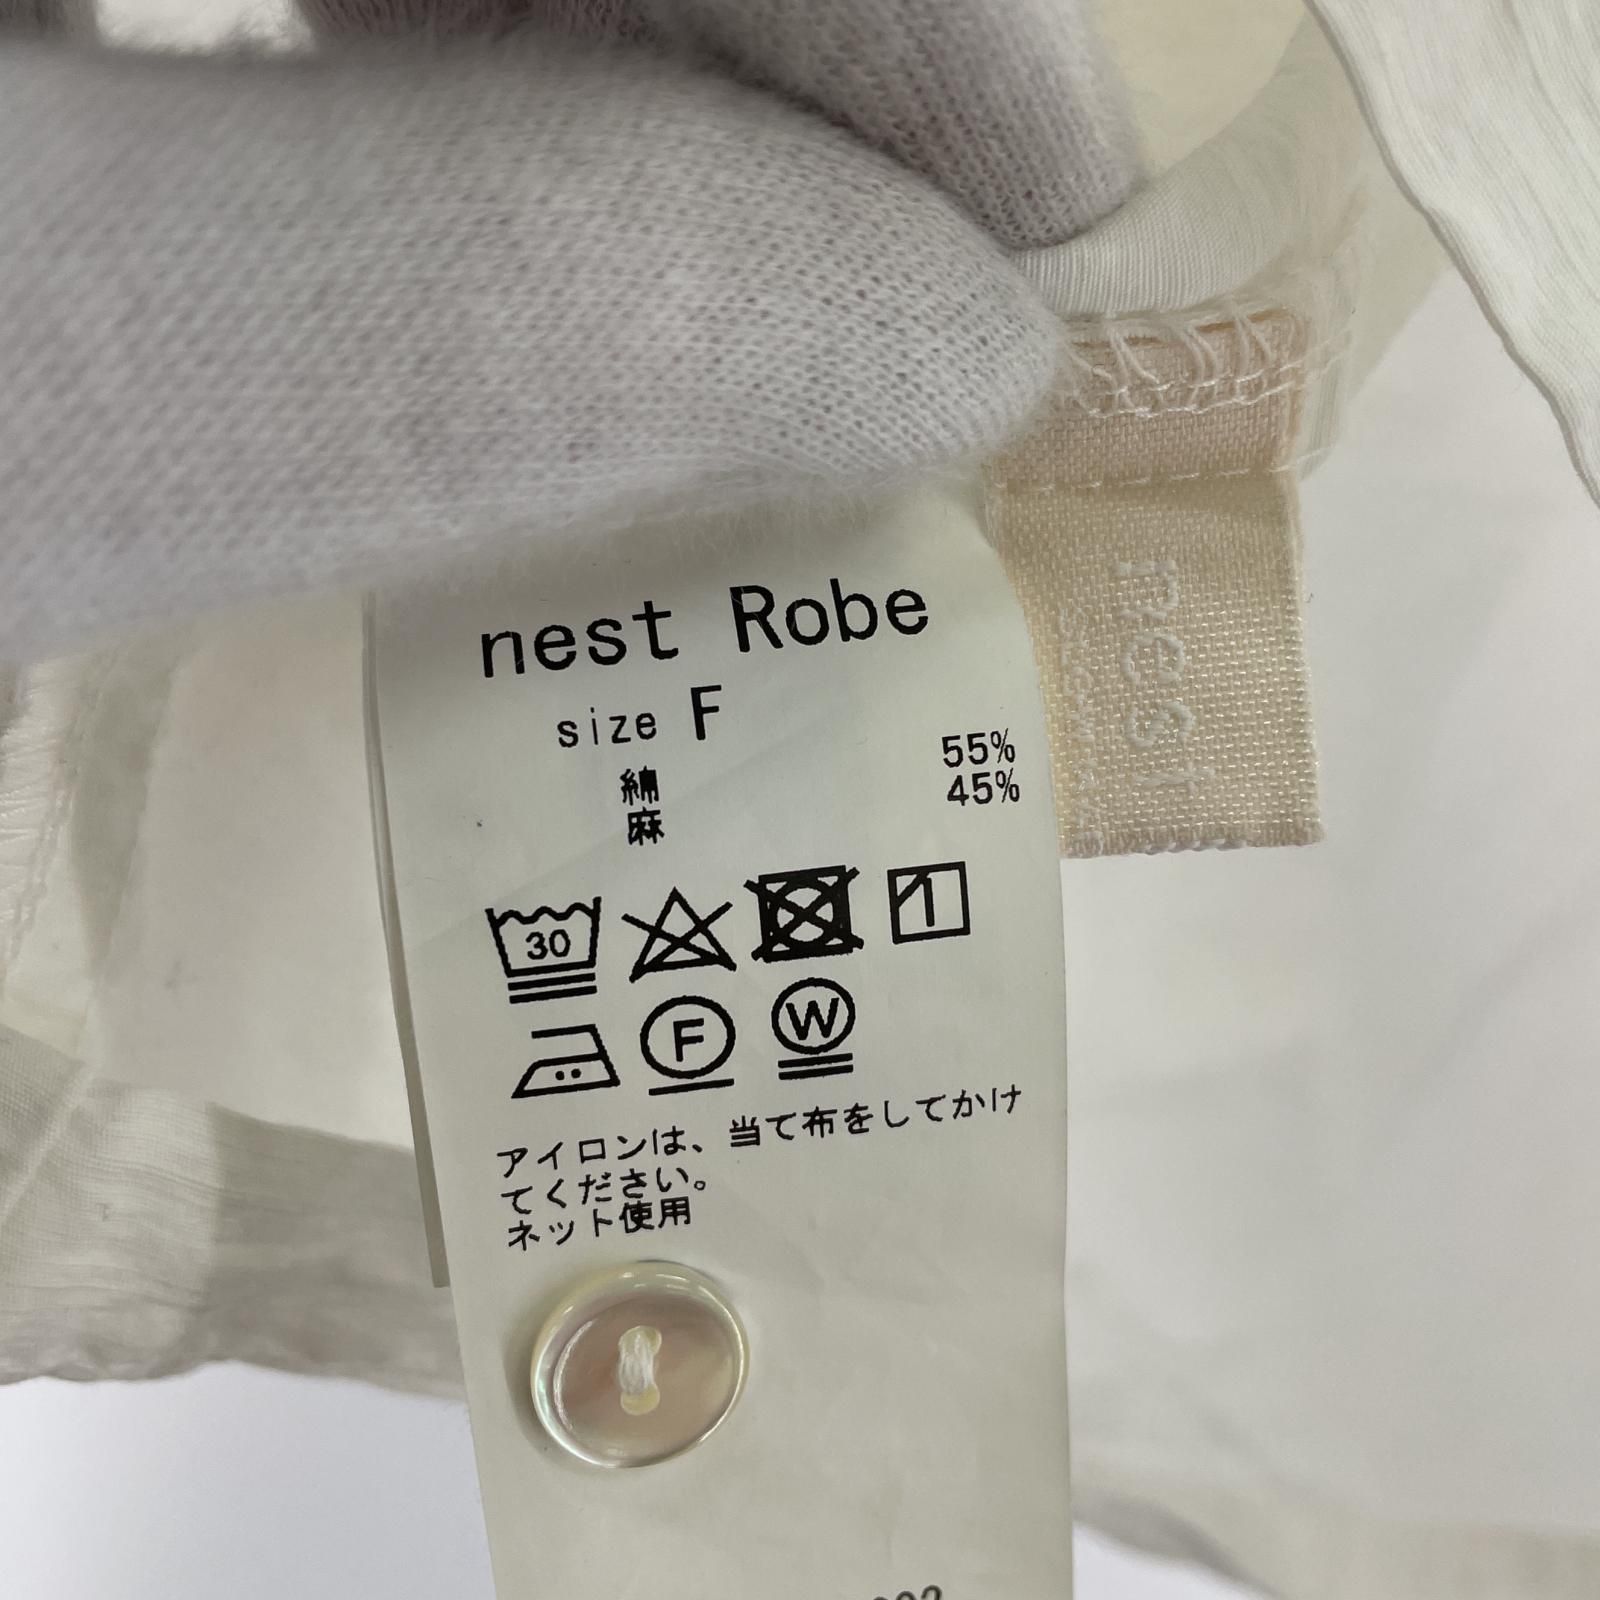 nest Robe
size F
綿 55%
麻 45%
30
1
F
W
アイロンは、当て布をしてかけ
てください。
ネット使用
nest